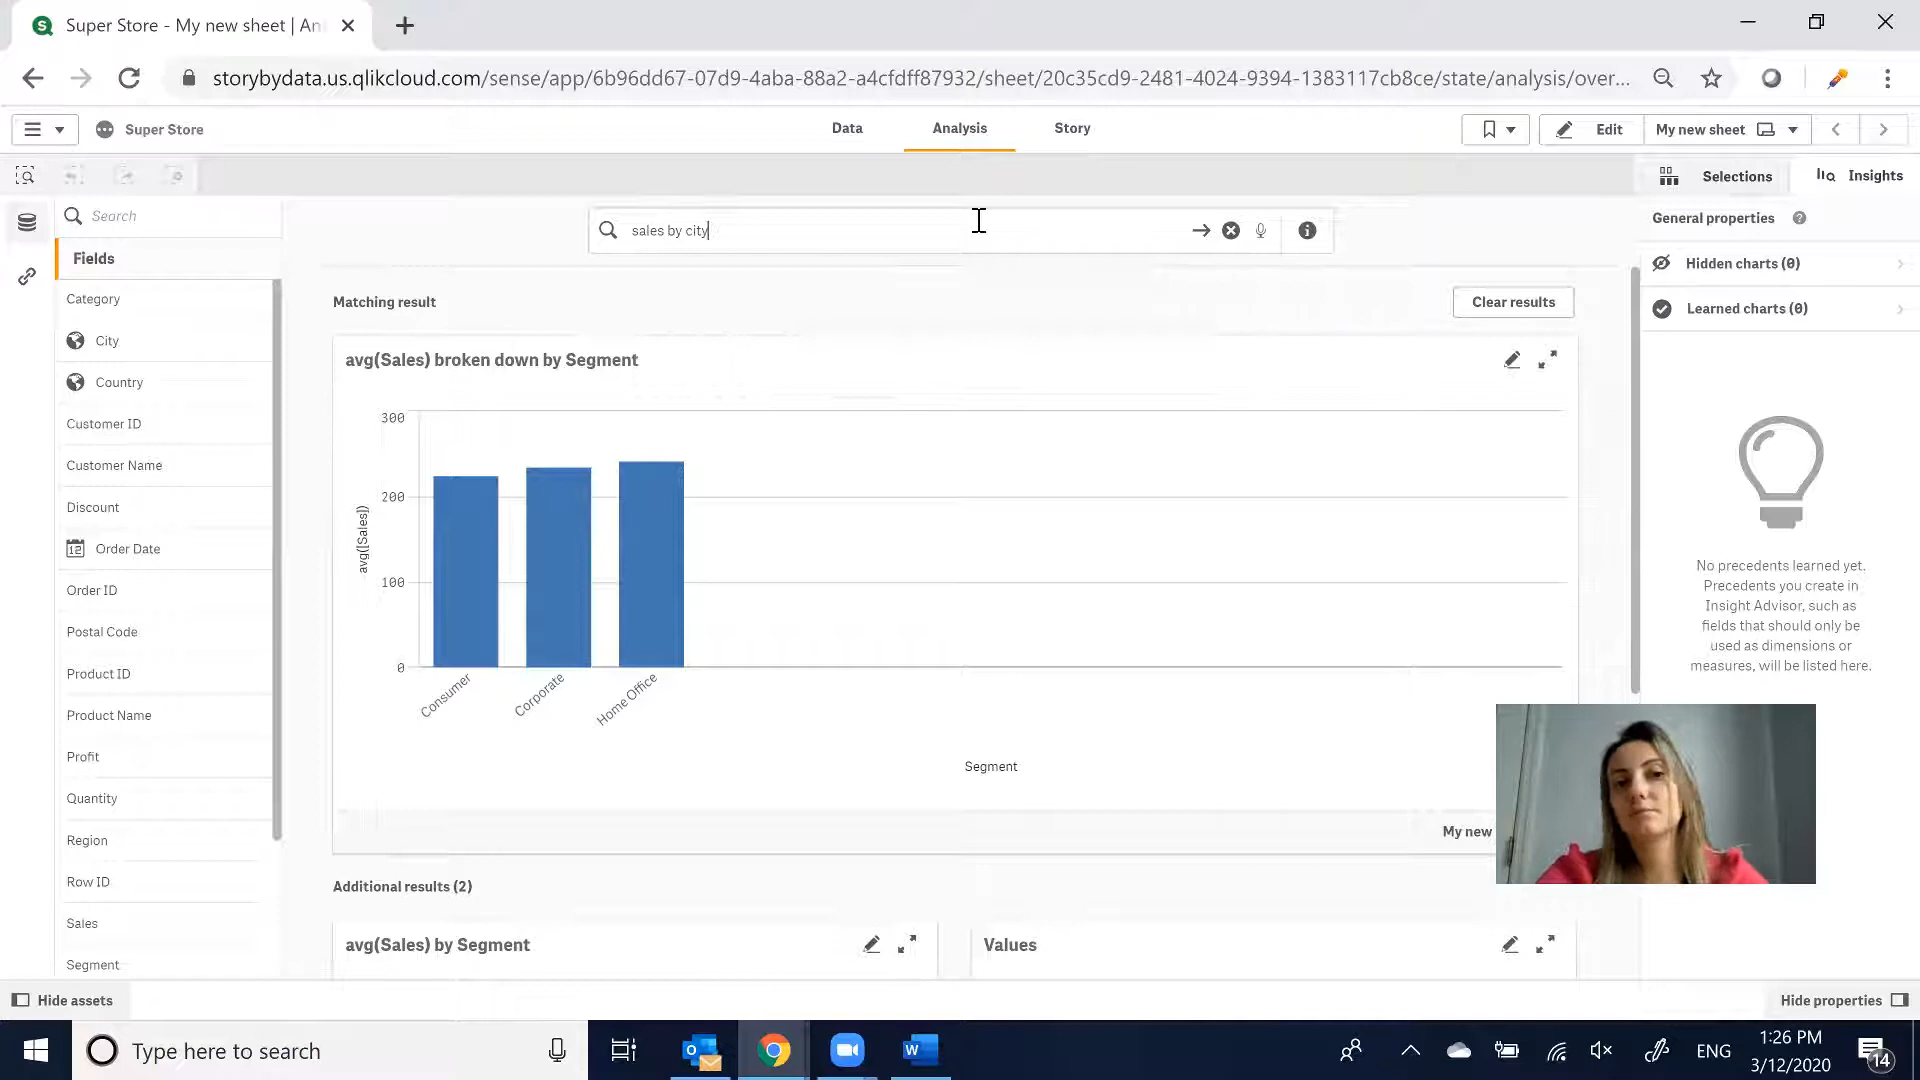 Super Store - My new sheet | An
storybydata.us.qlikcloud.com/sense/app/6b96dd67-07d9-4aba-88a2-a4cfdff87932/sheet/20c35cd9-2481-4024-9394-1383117cb8ce/state/analysis/over...
Super Store
Data
Analysis
Story
Edit
My new sheet
Selections
Insights
Search
sales by city
General properties
Fields
Hidden charts (0)
Learned charts (0)
Category
City
Country
Customer ID
Customer Name
Discount
12 Order Date
Order ID
Postal Code
Product ID
Product Name
Profit
Quantity
Region
Row ID
Sales
Segment
Matching result
Clear results
avg(Sales) broken down by Segment
300
200
100
0
avg([Sales])
Consumer
Corporate
Home Office
Segment
My new
Additional results (2)
avg(Sales) by Segment
Values
No precedents learned yet.
Precedents you create in
Insight Advisor, such as
fields that should only be
used as dimensions or
measures, will be listed here.
Hide assets
Hide properties
Type here to search
ENG
1:26 PM
3/12/2020
14